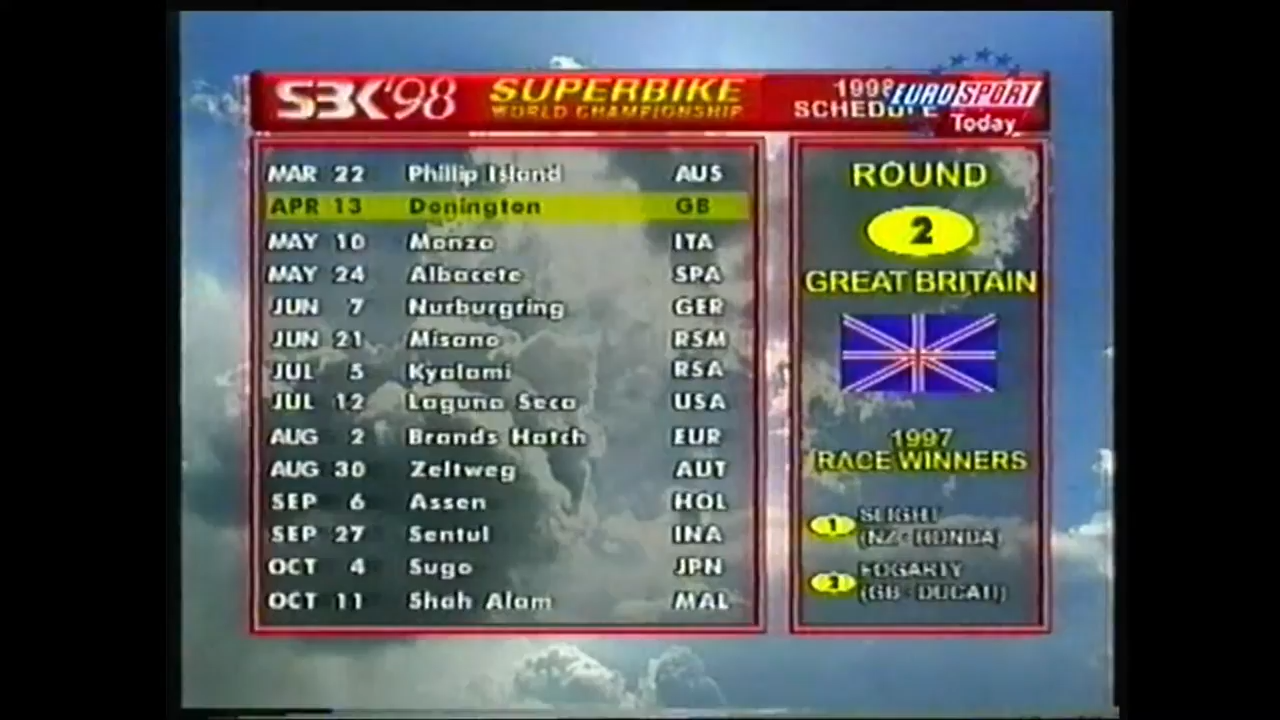 SBK'98 SUPERBIKE WORLD CHAMPIONSHIP
1998 SCHEDULE
EUROSPORT
Today
MAR 22 Phillip Island AUS
APR 13 Donington GB
MAY 10 Monza ITA
MAY 24 Albacete SPA
JUN 7 Nurburgring GER
JUN 21 Misano RSM
JUL 5 Kyalami RSA
JUL 12 Laguna Seca USA
AUG 2 Brands Hatch EUR
AUG 30 Zeltweg AUT
SEP 6 Assen HOL
SEP 27 Sentul INA
OCT 4 Sugo JPN
OCT 11 Shah Alam MAL
ROUND
2
GREAT BRITAIN
1997
RACE WINNERS
1 SLIGHT
(NZ - HONDA)
2 FOGARTY
(GB - DUCATI)